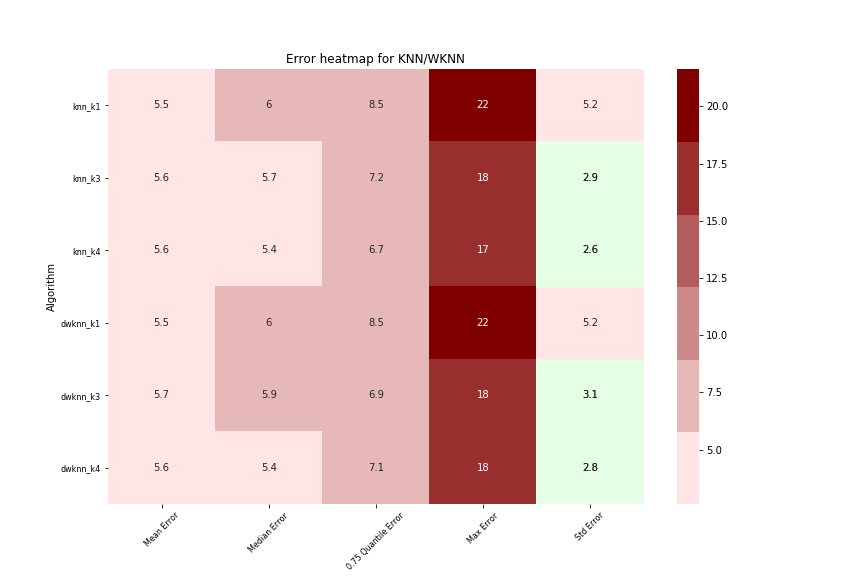 Error heatmap for KNN/WKNN
Algorithm
knn_k1 5.5 6 8.5 22 5.2
knn_k3 5.6 5.7 7.2 18 2.9
knn_k4 5.6 5.4 6.7 17 2.6
dwknn_k1 5.5 6 8.5 22 5.2
dwknn_k3 5.7 5.9 6.9 18 3.1
dwknn_k4 5.6 5.4 7.1 18 2.8
Mean Error
Median Error
0.75 Quantile Error
Max Error
Std Error
20.0
17.5
15.0
12.5
10.0
7.5
5.0